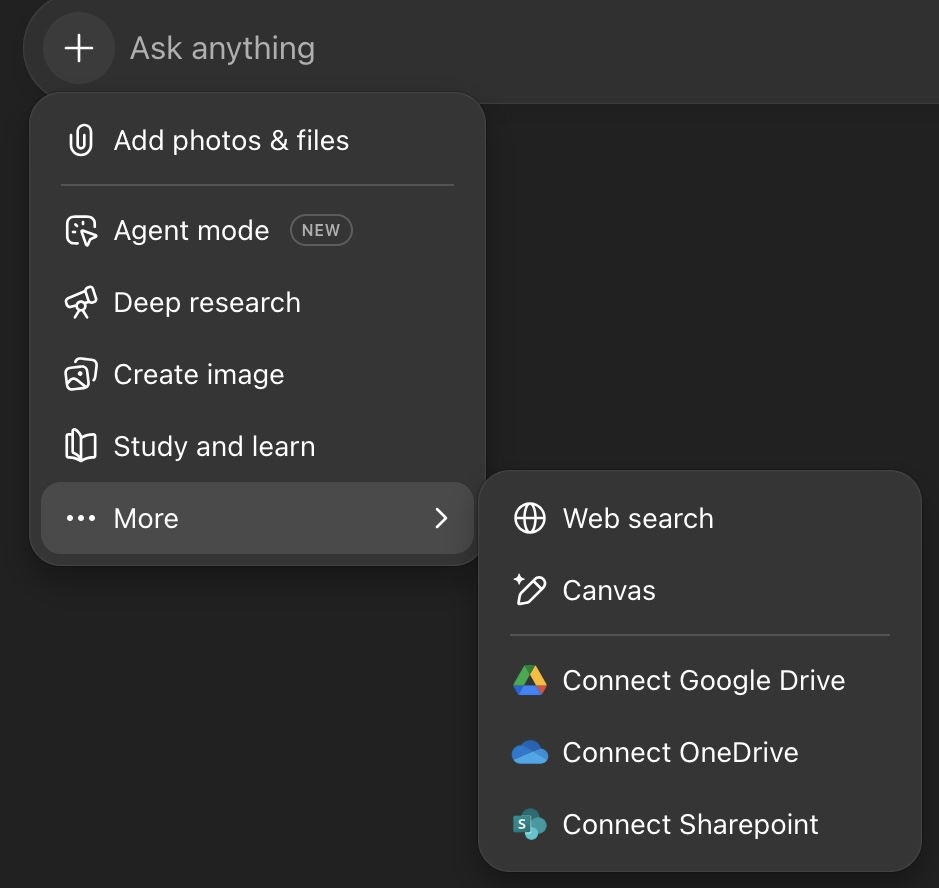 Ask anything
Add photos & files
Agent mode NEW
Deep research
Create image
Study and learn
More
Web search
Canvas
Connect Google Drive
Connect OneDrive
S
Connect Sharepoint